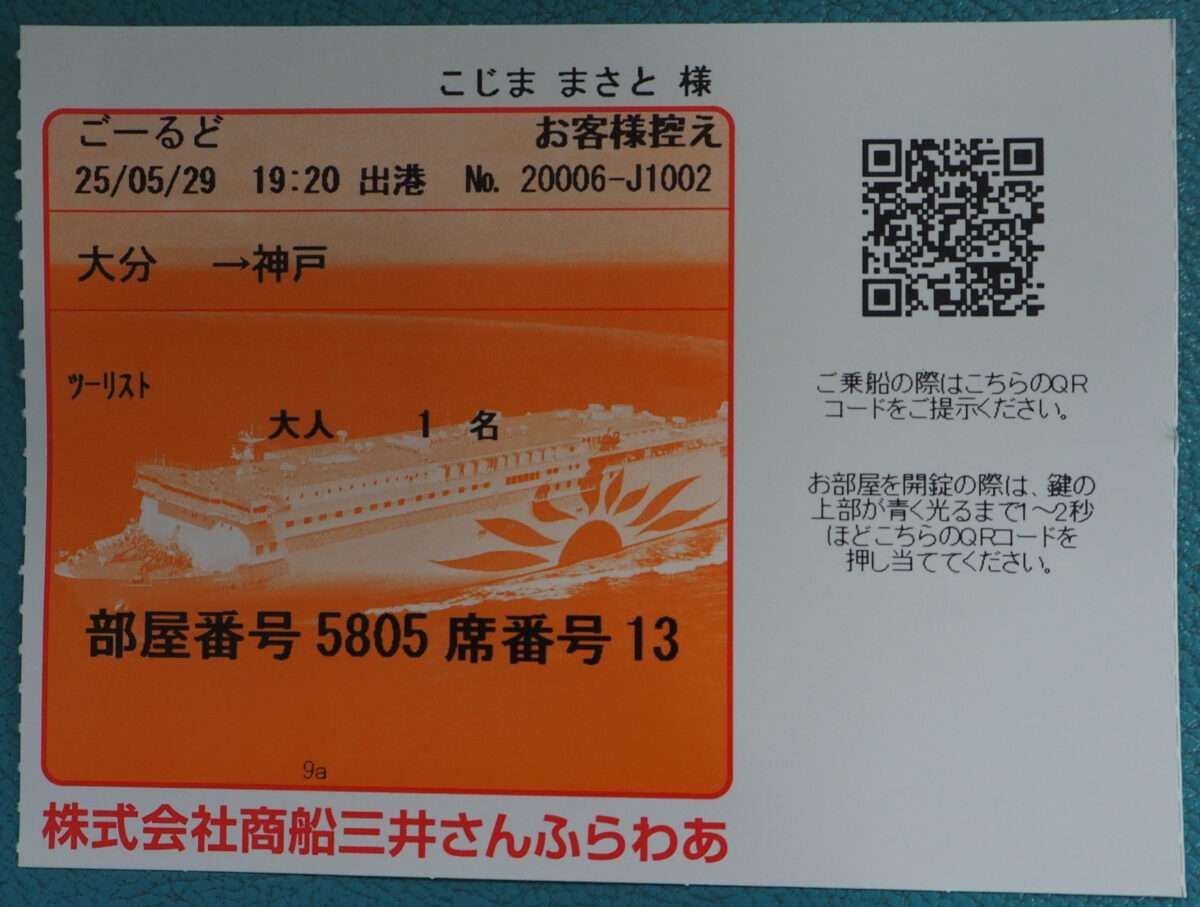 こじま まさと 様
ごーるど お客様控え
25/05/29 19:20 出港 No. 20006-J1002
大分 →神戸
ツーリスト
大人 1 名
部屋番号 5805 席番号 13
9a
株式会社商船三井さんふらわあ
ご乗船の際はこちらのQR
コードをご提示ください。
お部屋を開錠の際は、鍵の
上部が青く光るまで1～2秒
ほどこちらのQRコードを
押し当ててください。